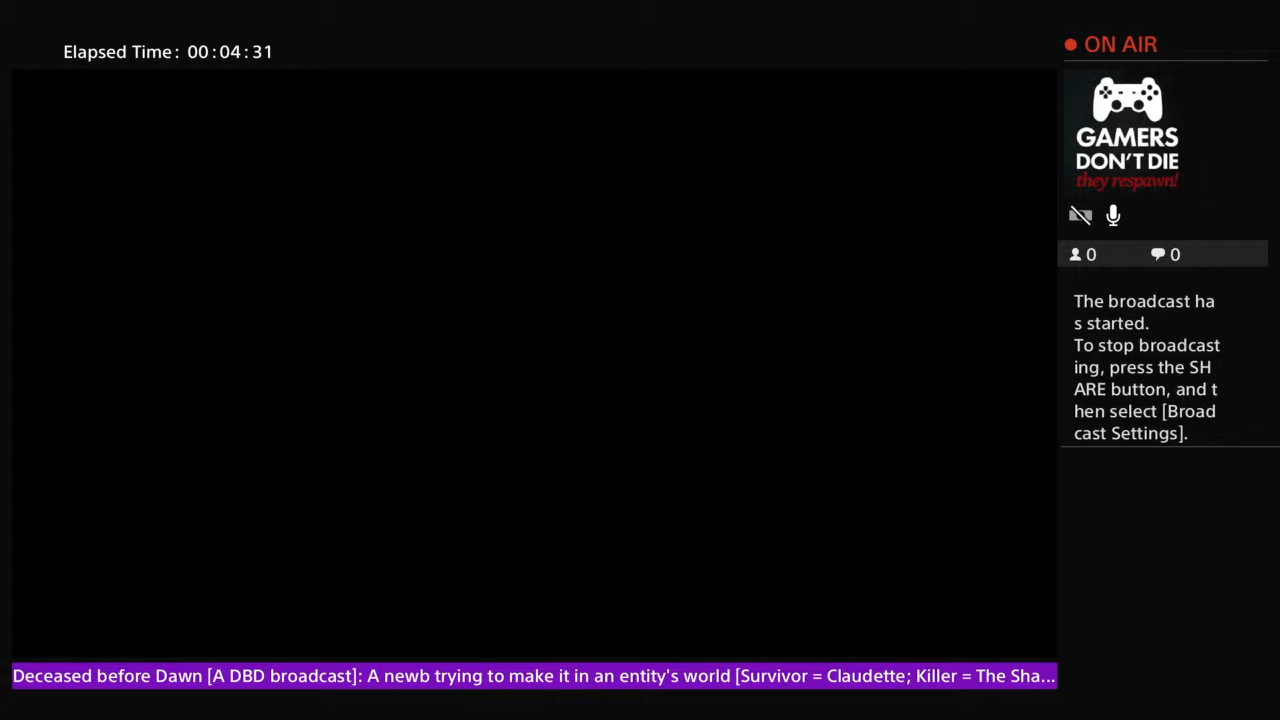 Elapsed Time: 00:04:31
ON AIR
GAMERS
DON'T DIE
they respawn!
0
0
The broadcast ha
s started.
To stop broadcast
ing, press the SH
ARE button, and t
hen select [Broad
cast Settings].
Deceased before Dawn [A DBD broadcast]: A newb trying to make it in an entity's world [Survivor = Claudette; Killer = The Sha...